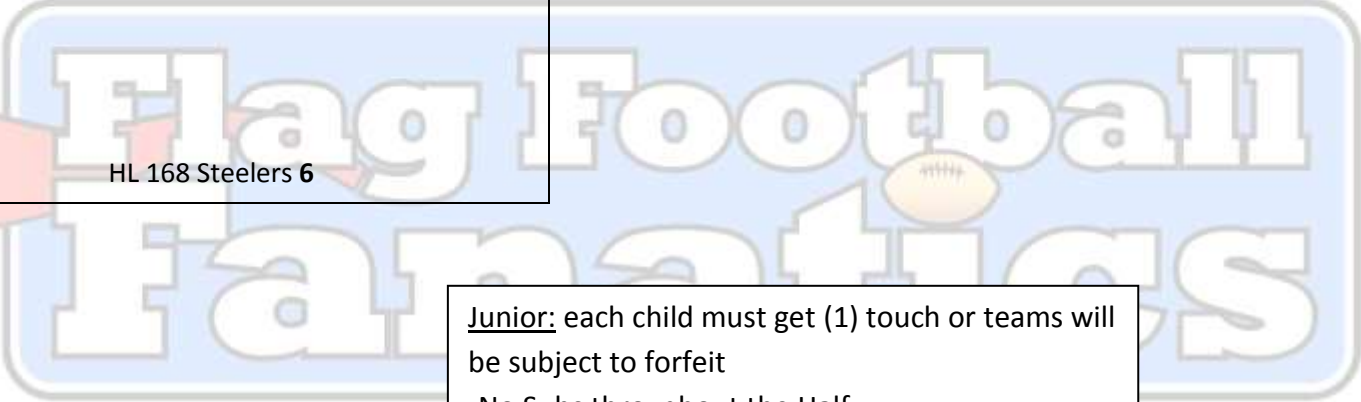 Flag Football
Fanatics
HL 168 Steelers 6
Junior: each child must get (1) touch or teams will
be subject to forfeit